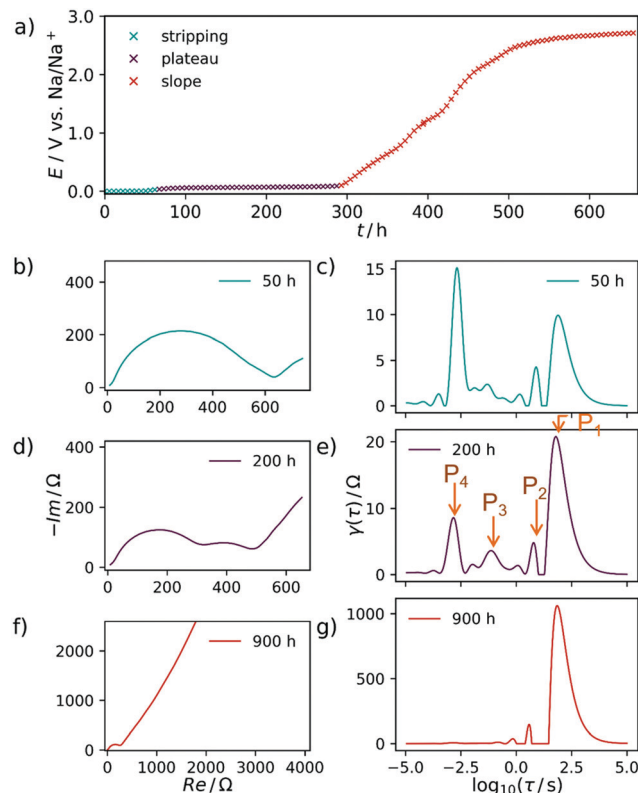 a)
stripping
plateau
slope
E / V vs. Na/Na⁺
3.0
2.0
1.0
0.0
0 100 200 300 400 500 600
t / h
b)
50 h
400
200
0
0 200 400 600
c)
50 h
15
10
5
0
d)
200 h
400
200
0
0 200 400 600
−Im / Ω
e)
200 h
P₁
P₂
P₃
P₄
20
10
0
γ(τ) / Ω
f)
900 h
2000
1000
0
0 1000 2000 3000 4000
Re / Ω
g)
900 h
1000
500
0
−5.0 −2.5 0.0 2.5 5.0
log₁₀(τ / s)